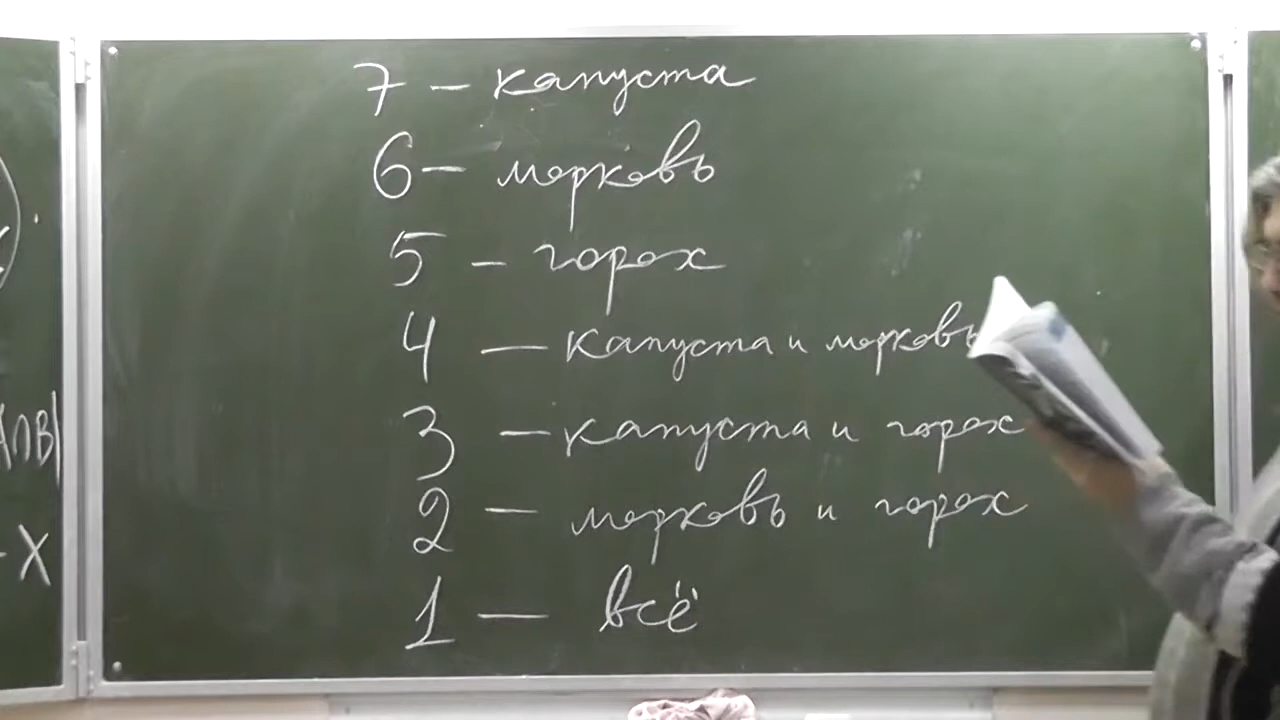 7 – капуста
6 – морковь
5 – горох
4 – капуста и морковь
3 – капуста и горох
2 – морковь и горох
1 – всё
А∩В|
- X